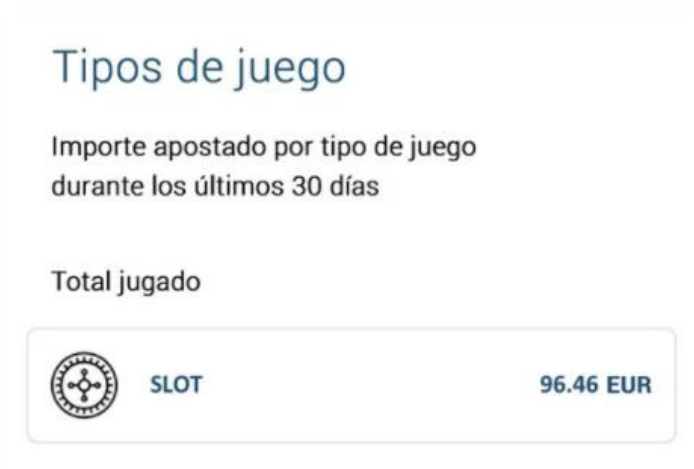 Tipos de juego
Importe apostado por tipo de juego
durante los últimos 30 días
Total jugado
SLOT 96.46 EUR